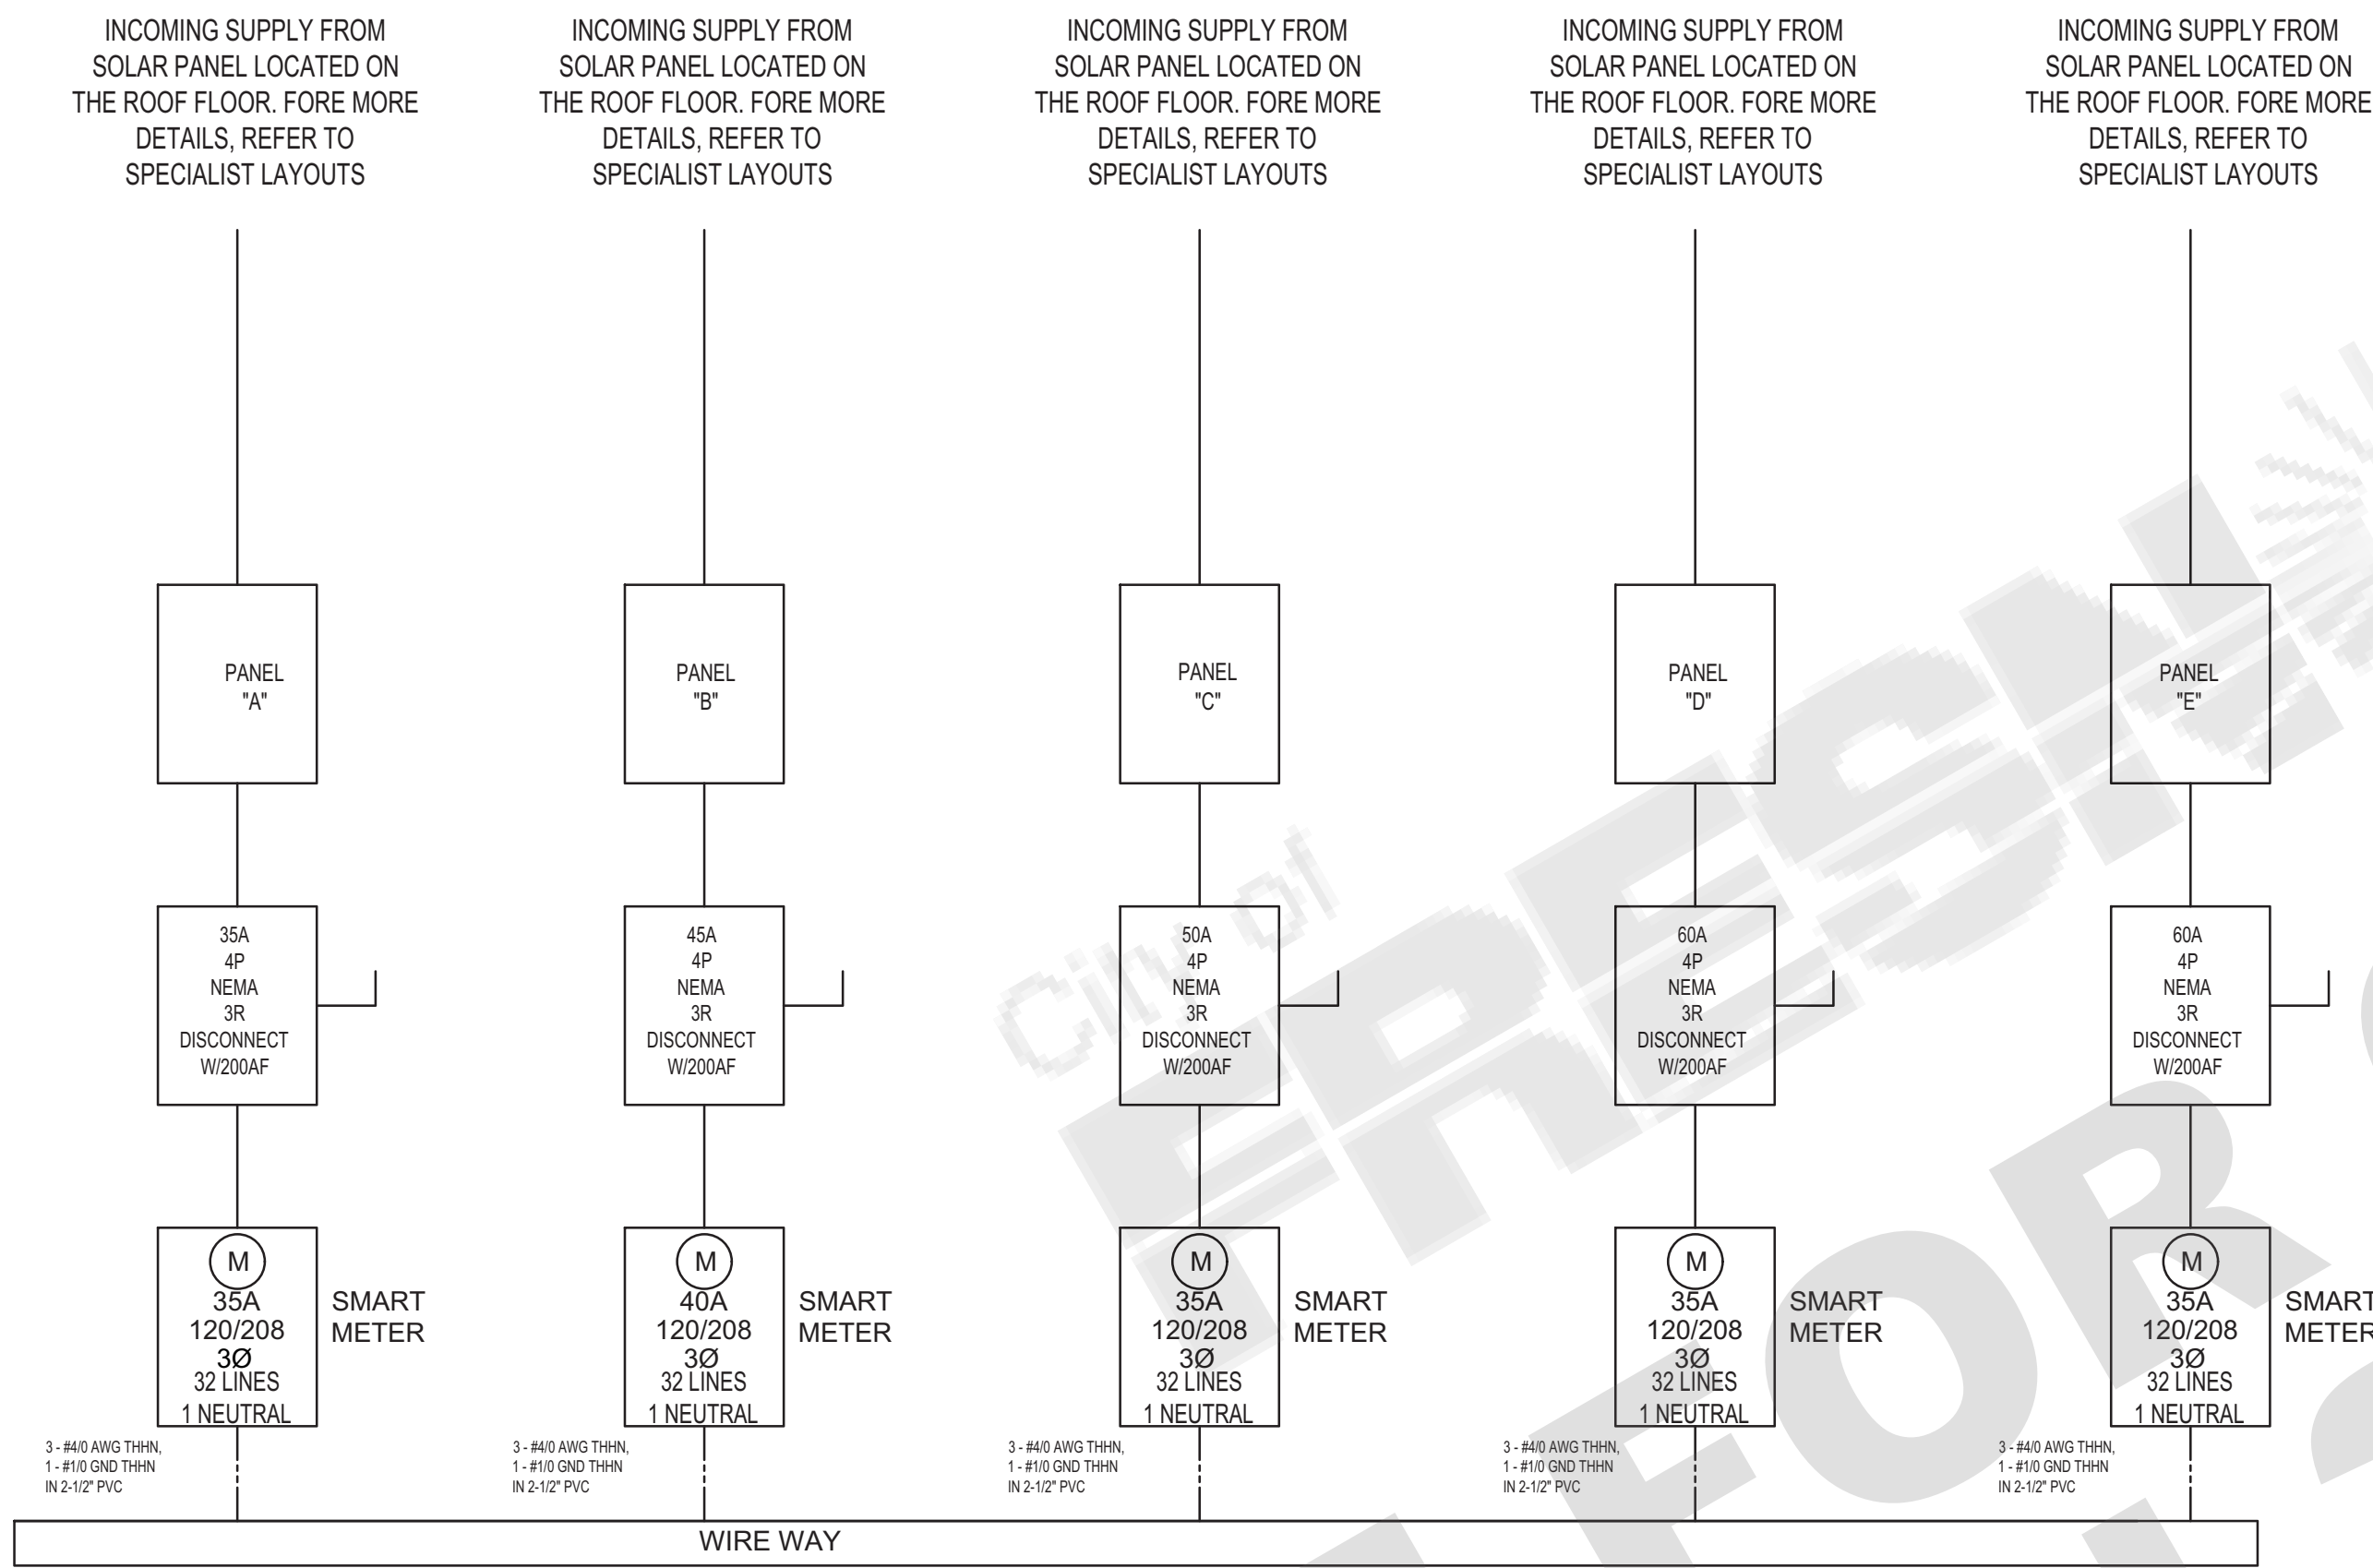 INCOMING SUPPLY FROM
SOLAR PANEL LOCATED ON
THE ROOF FLOOR. FORE MORE
DETAILS, REFER TO
SPECIALIST LAYOUTS
INCOMING SUPPLY FROM
SOLAR PANEL LOCATED ON
THE ROOF FLOOR. FORE MORE
DETAILS, REFER TO
SPECIALIST LAYOUTS
INCOMING SUPPLY FROM
SOLAR PANEL LOCATED ON
THE ROOF FLOOR. FORE MORE
DETAILS, REFER TO
SPECIALIST LAYOUTS
INCOMING SUPPLY FROM
SOLAR PANEL LOCATED ON
THE ROOF FLOOR. FORE MORE
DETAILS, REFER TO
SPECIALIST LAYOUTS
INCOMING SUPPLY FROM
SOLAR PANEL LOCATED ON
THE ROOF FLOOR. FORE MORE
DETAILS, REFER TO
SPECIALIST LAYOUTS
PANEL
"A"
PANEL
"B"
PANEL
"C"
PANEL
"D"
PANEL
"E"
35A
4P
NEMA
3R
DISCONNECT
W/200AF
45A
4P
NEMA
3R
DISCONNECT
W/200AF
50A
4P
NEMA
3R
DISCONNECT
W/200AF
60A
4P
NEMA
3R
DISCONNECT
W/200AF
60A
4P
NEMA
3R
DISCONNECT
W/200AF
M
35A
120/208
3Ø
32 LINES
1 NEUTRAL
SMART
METER
M
40A
120/208
3Ø
32 LINES
1 NEUTRAL
SMART
METER
M
35A
120/208
3Ø
32 LINES
1 NEUTRAL
SMART
METER
M
35A
120/208
3Ø
32 LINES
1 NEUTRAL
SMART
METER
M
35A
120/208
3Ø
32 LINES
1 NEUTRAL
SMART
METER
3 - #4/0 AWG THHN,
1 - #1/0 GND THHN
IN 2-1/2" PVC
3 - #4/0 AWG THHN,
1 - #1/0 GND THHN
IN 2-1/2" PVC
3 - #4/0 AWG THHN,
1 - #1/0 GND THHN
IN 2-1/2" PVC
3 - #4/0 AWG THHN,
1 - #1/0 GND THHN
IN 2-1/2" PVC
3 - #4/0 AWG THHN,
1 - #1/0 GND THHN
IN 2-1/2" PVC
WIRE WAY
City of
FRESN
FOR